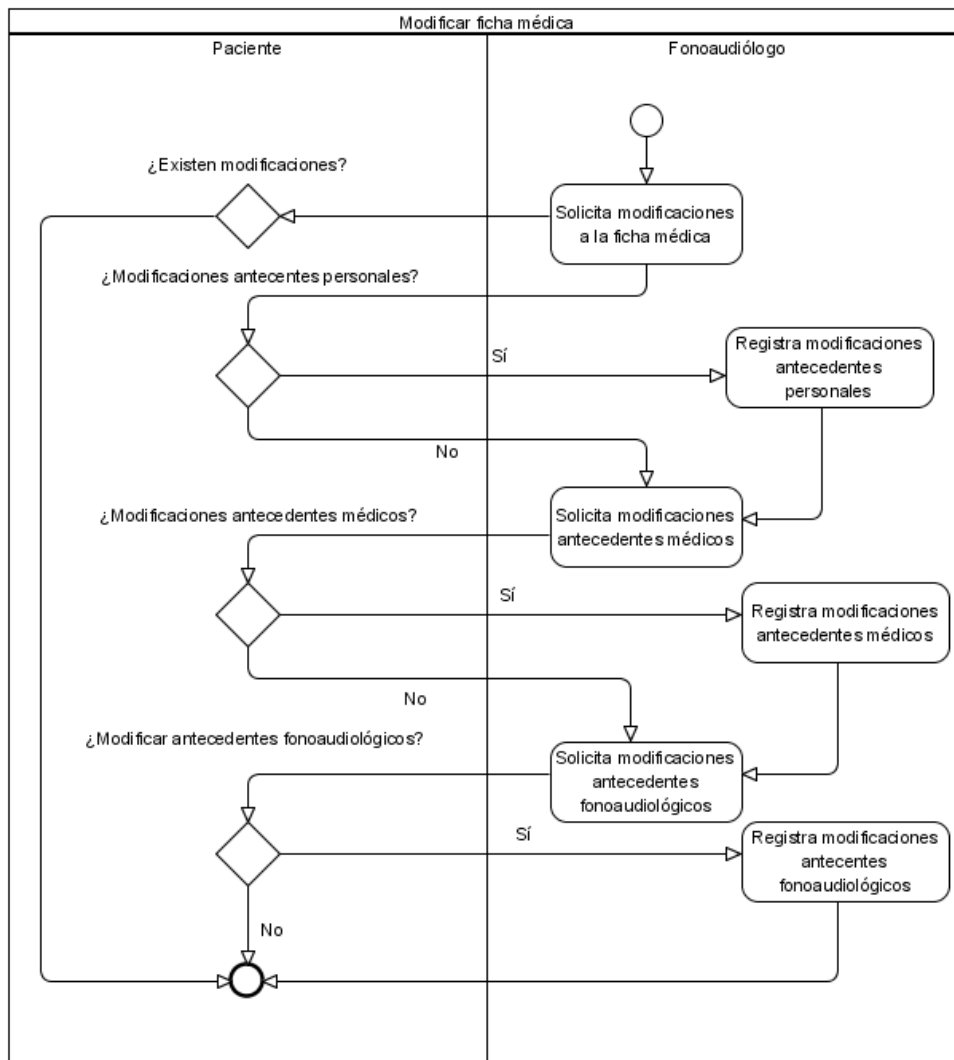 Modificar ficha médica
Paciente
Fonoaudiólogo
¿Existen modificaciones?
Solicita modificaciones
a la ficha médica
¿Modificaciones antecentes personales?
Sí
Registra modificaciones
antecedentes
personales
No
¿Modificaciones antecedentes médicos?
Solicita modificaciones
antecedentes médicos
Sí
Registra modificaciones
antecedentes médicos
No
¿Modificar antecedentes fonoaudiológicos?
Solicita modificaciones
antecedentes
fonoaudiológicos
Sí
Registra modificaciones
antecentes
fonoaudiológicos
No